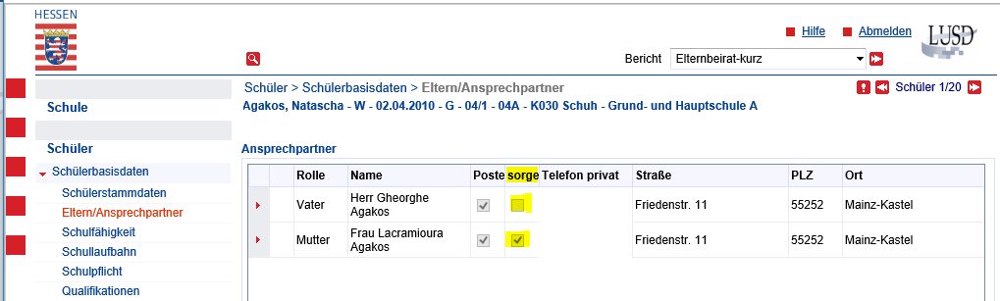 HESSEN
Hilfe Abmelden
LUSD
Bericht Elternbeirat-kurz
Schüler > Schülerbasisdaten > Eltern/Ansprechpartner
Schüler 1/20
Agakos, Natascha - W - 02.04.2010 - G - 04/1 - 04A - K030 Schuh - Grund- und Hauptschule A
Schule
Schüler
Schülerbasisdaten
Schülerstammdaten
Eltern/Ansprechpartner
Schulfähigkeit
Schullaufbahn
Schulpflicht
Qualifikationen
Ansprechpartner
Rolle Name Poste sorge Telefon privat Straße PLZ Ort
Vater Herr Gheorghe Agakos Friedenstr. 11 55252 Mainz-Kastel
Mutter Frau Lacramioura Agakos Friedenstr. 11 55252 Mainz-Kastel